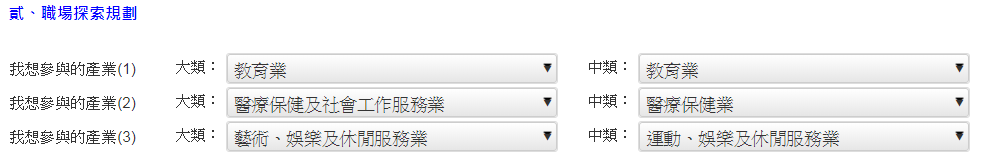 貳、職場探索規劃
我想參與的產業(1) 大類： 教育業 中類： 教育業
我想參與的產業(2) 大類： 醫療保健及社會工作服務業 中類： 醫療保健業
我想參與的產業(3) 大類： 藝術、娛樂及休閒服務業 中類： 運動、娛樂及休閒服務業